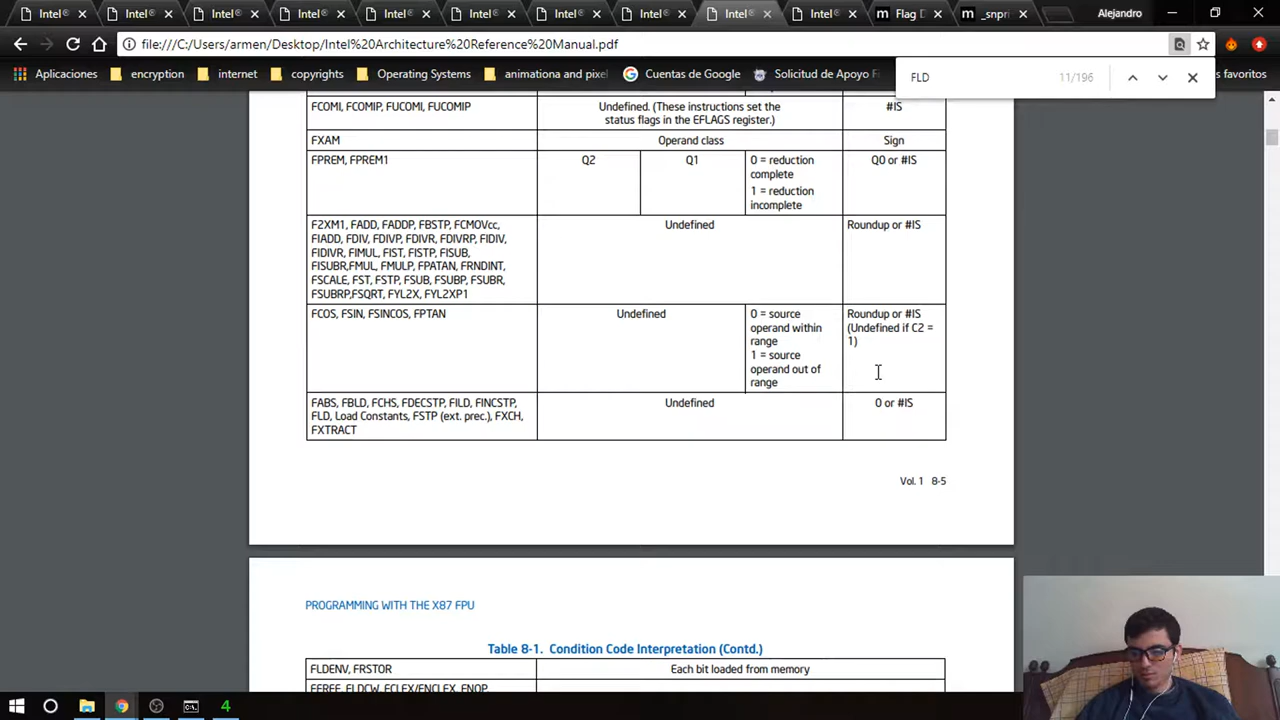 Intel® Intel® Intel® Intel® Intel® Intel® Intel® Intel® Intel® Intel® Flag D _snpri Alejandro
file:///C:/Users/armen/Desktop/Intel%20Architecture%20Reference%20Manual.pdf
Aplicaciones encryption internet copyrights Operating Systems animationa and pixel Cuentas de Google Solicitud de Apoyo Fi s favoritos
FLD 11/196
FCOMI, FCOMIP, FUCOMI, FUCOMIP
Undefined. (These instructions set the
status flags in the EFLAGS register.)
#IS
FXAM
Operand class
Sign
FPREM, FPREM1
Q2
Q1
0 = reduction
complete
1 = reduction
incomplete
Q0 or #IS
F2XM1, FADD, FADDP, FBSTP, FCMOVcc,
FIADD, FDIV, FDIVP, FDIVR, FDIVRP, FIDIV,
FIDIVR, FIMUL, FIST, FISTP, FISUB,
FISUBR,FMUL, FMULP, FPATAN, FRNDINT,
FSCALE, FST, FSTP, FSUB, FSUBP, FSUBR,
FSUBRP,FSQRT, FYL2X, FYL2XP1
Undefined
Roundup or #IS
FCOS, FSIN, FSINCOS, FPTAN
Undefined
0 = source
operand within
range
1 = source
operand out of
range
Roundup or #IS
(Undefined if C2 =
1)
FABS, FBLD, FCHS, FDECSTP, FILD, FINCSTP,
FLD, Load Constants, FSTP (ext. prec.), FXCH,
FXTRACT
Undefined
0 or #IS
Vol. 1 8-5
PROGRAMMING WITH THE X87 FPU
Table 8-1. Condition Code Interpretation (Contd.)
FLDENV, FRSTOR
Each bit loaded from memory
FFREE, FLDCW, FCLEX/FNCLEX, FNOP,
4